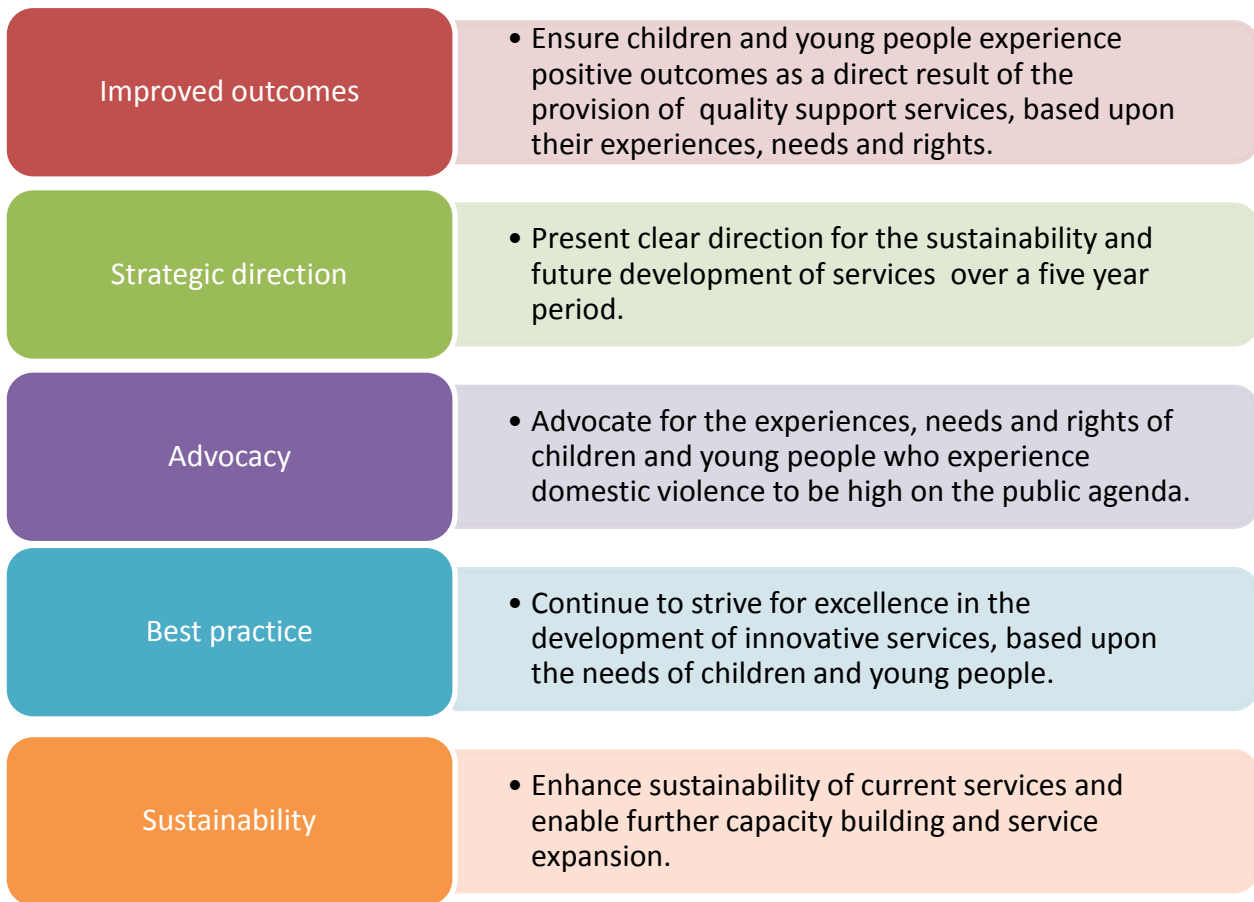 Improved outcomes
• Ensure children and young people experience
positive outcomes as a direct result of the
provision of  quality support services, based upon
their experiences, needs and rights.
Strategic direction
• Present clear direction for the sustainability and
future development of services  over a five year
period.
Advocacy
• Advocate for the experiences, needs and rights of
children and young people who experience
domestic violence to be high on the public agenda.
Best practice
• Continue to strive for excellence in the
development of innovative services, based upon
the needs of children and young people.
Sustainability
• Enhance sustainability of current services and
enable further capacity building and service
expansion.